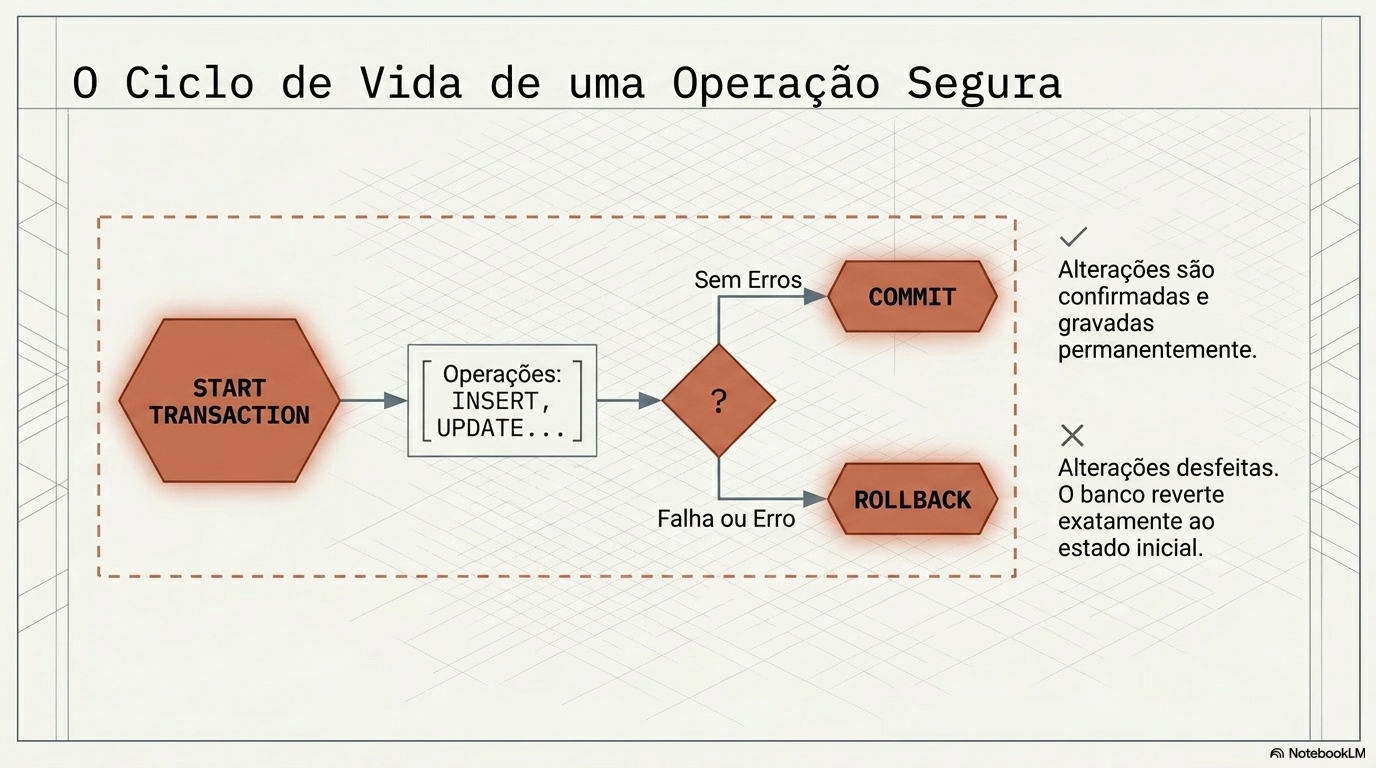 O Ciclo de Vida de uma Operação Segura
START
TRANSACTION
Operações:
INSERT,
UPDATE...
?
Sem Erros
COMMIT
Falha ou Erro
ROLLBACK
Alterações são
confirmadas e
gravadas
permanentemente.
Alterações desfeitas.
O banco reverte
exatamente ao
estado inicial.
NotebookLM